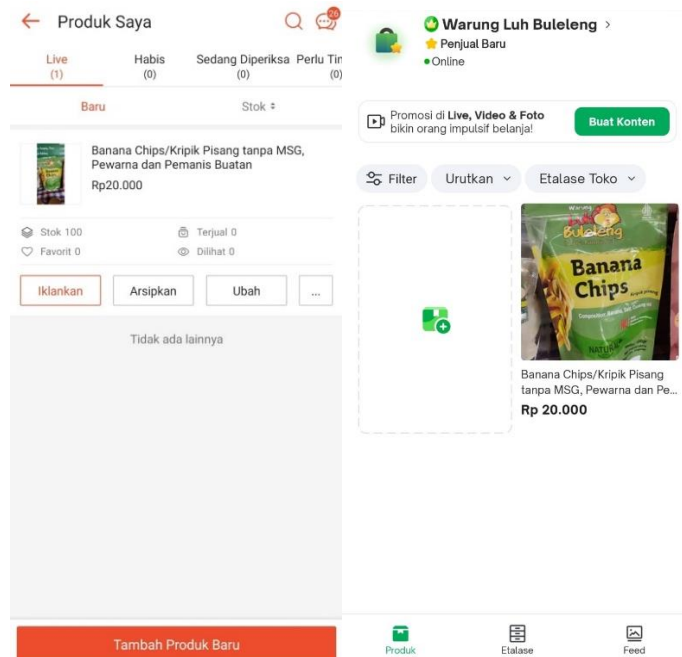 Produk Saya
26
Live
(1)
Habis
(0)
Sedang Diperiksa
(0)
Perlu Tin
(0)
Baru
Stok
Banana Chips/Kripik Pisang tanpa MSG,
Pewarna dan Pemanis Buatan
Rp20.000
Stok 100
Terjual 0
Favorit 0
Dilihat 0
Iklankan
Arsipkan
Ubah
...
Tidak ada lainnya
Tambah Produk Baru
Warung Luh Buleleng
Penjual Baru
Online
Promosi di Live, Video & Foto
bikin orang impulsif belanja!
Buat Konten
Filter
Urutkan
Etalase Toko
Warung
Luh
Buleleng
Banana
Chips
Kripik pisang
Banana Chips/Kripik Pisang
tanpa MSG, Pewarna dan Pe...
Rp 20.000
Produk
Etalase
Feed